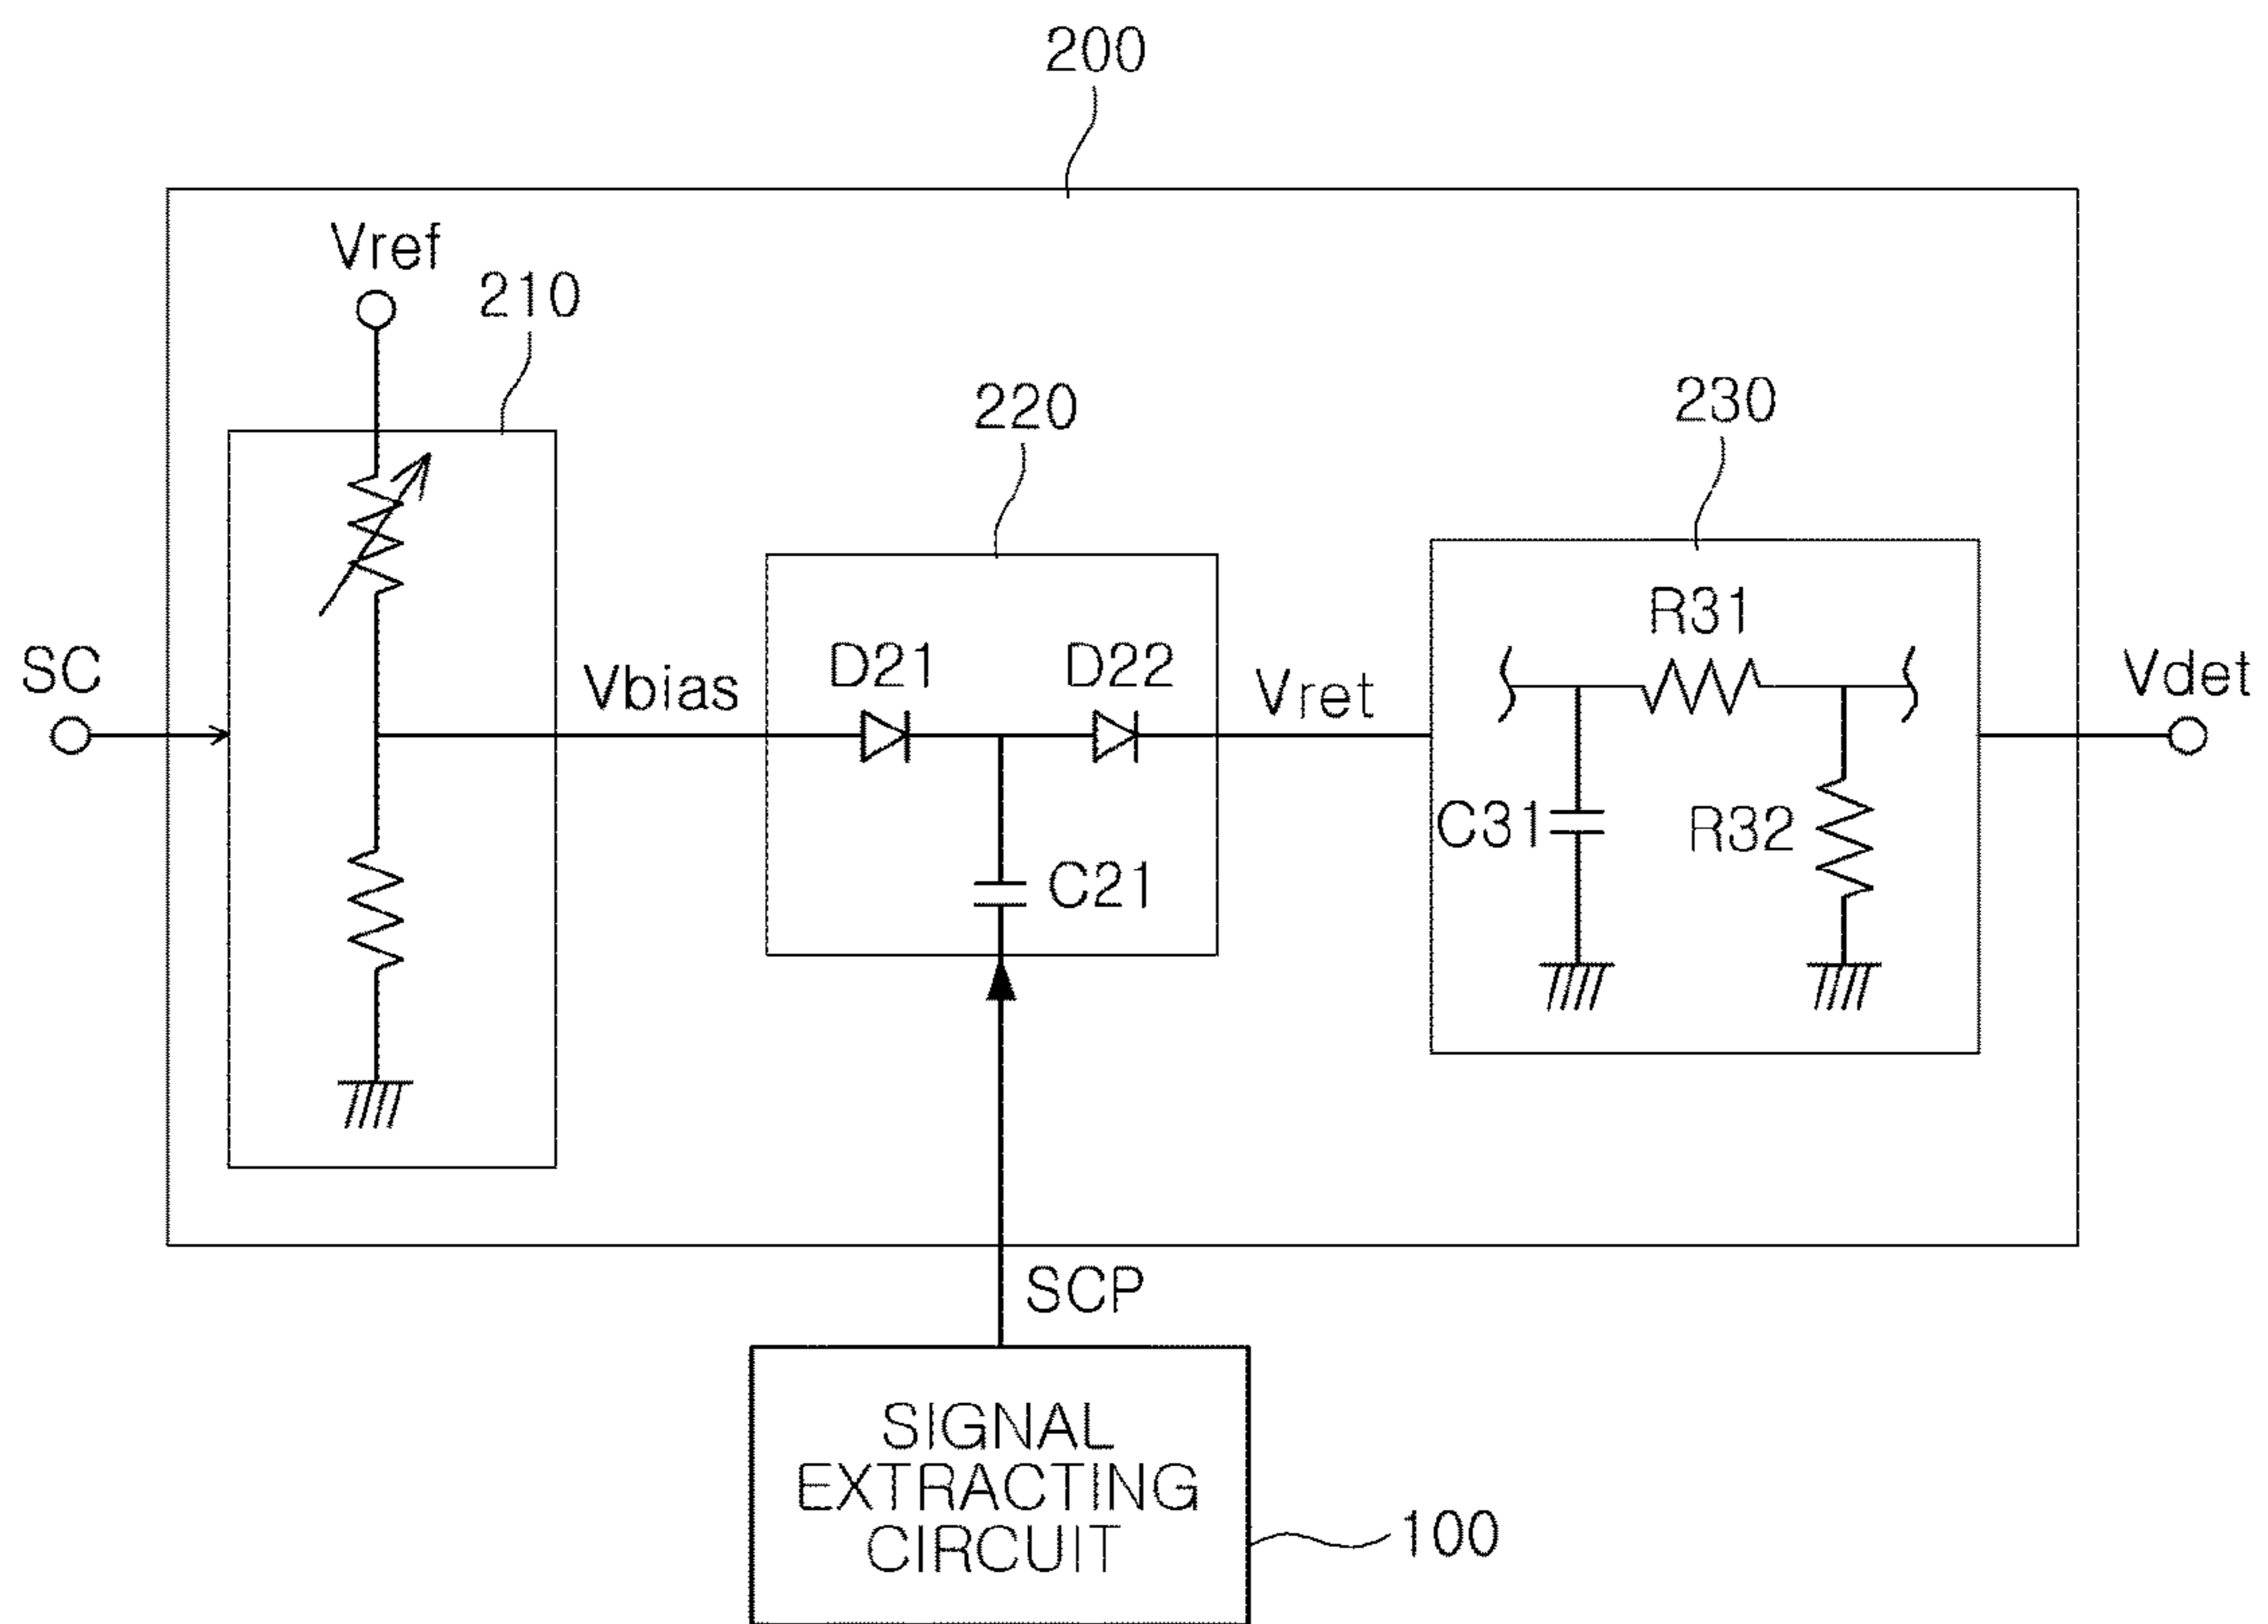 200
Vref
210
220
230
R31
SC
Vbias
D21
D22
Vret
Vdet
C31
R32
C21
SCP
SIGNAL
EXTRACTING
CIRCUIT
100